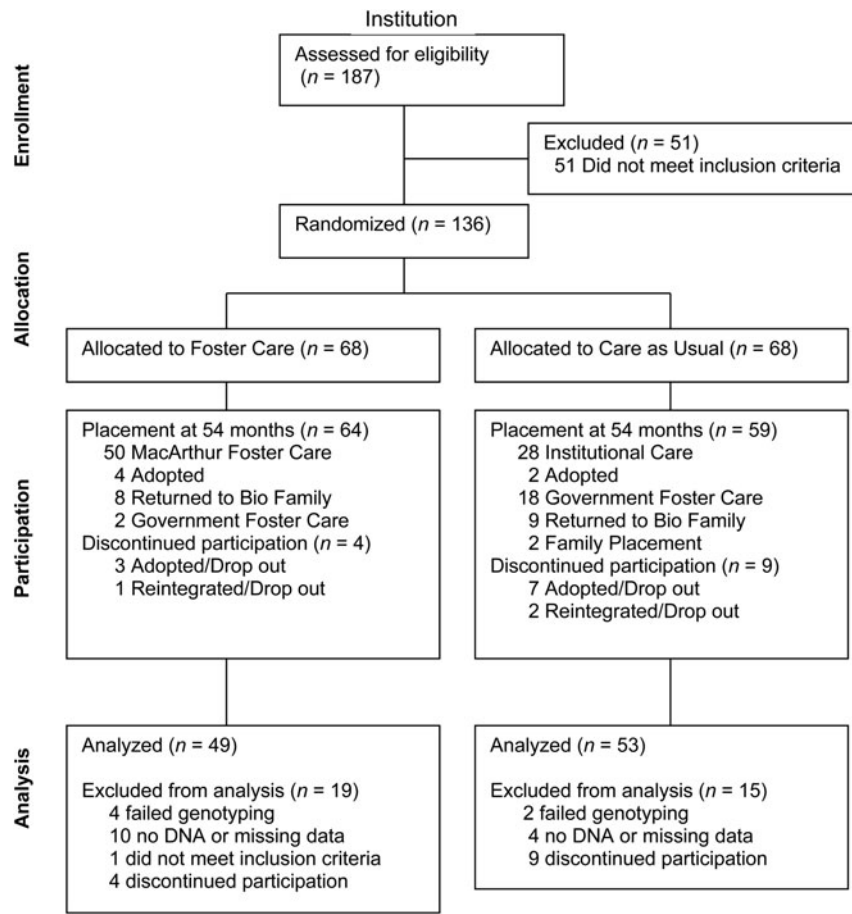 Institution
Enrollment
Assessed for eligibility
(n = 187)
Excluded (n = 51)
51 Did not meet inclusion criteria
Randomized (n = 136)
Allocation
Allocated to Foster Care (n = 68)
Allocated to Care as Usual (n = 68)
Participation
Placement at 54 months (n = 64)
50 MacArthur Foster Care
4 Adopted
8 Returned to Bio Family
2 Government Foster Care
Discontinued participation (n = 4)
3 Adopted/Drop out
1 Reintegrated/Drop out
Placement at 54 months (n = 59)
28 Institutional Care
2 Adopted
18 Government Foster Care
9 Returned to Bio Family
2 Family Placement
Discontinued participation (n = 9)
7 Adopted/Drop out
2 Reintegrated/Drop out
Analysis
Analyzed (n = 49)
Excluded from analysis (n = 19)
4 failed genotyping
10 no DNA or missing data
1 did not meet inclusion criteria
4 discontinued participation
Analyzed (n = 53)
Excluded from analysis (n = 15)
2 failed genotyping
4 no DNA or missing data
9 discontinued participation